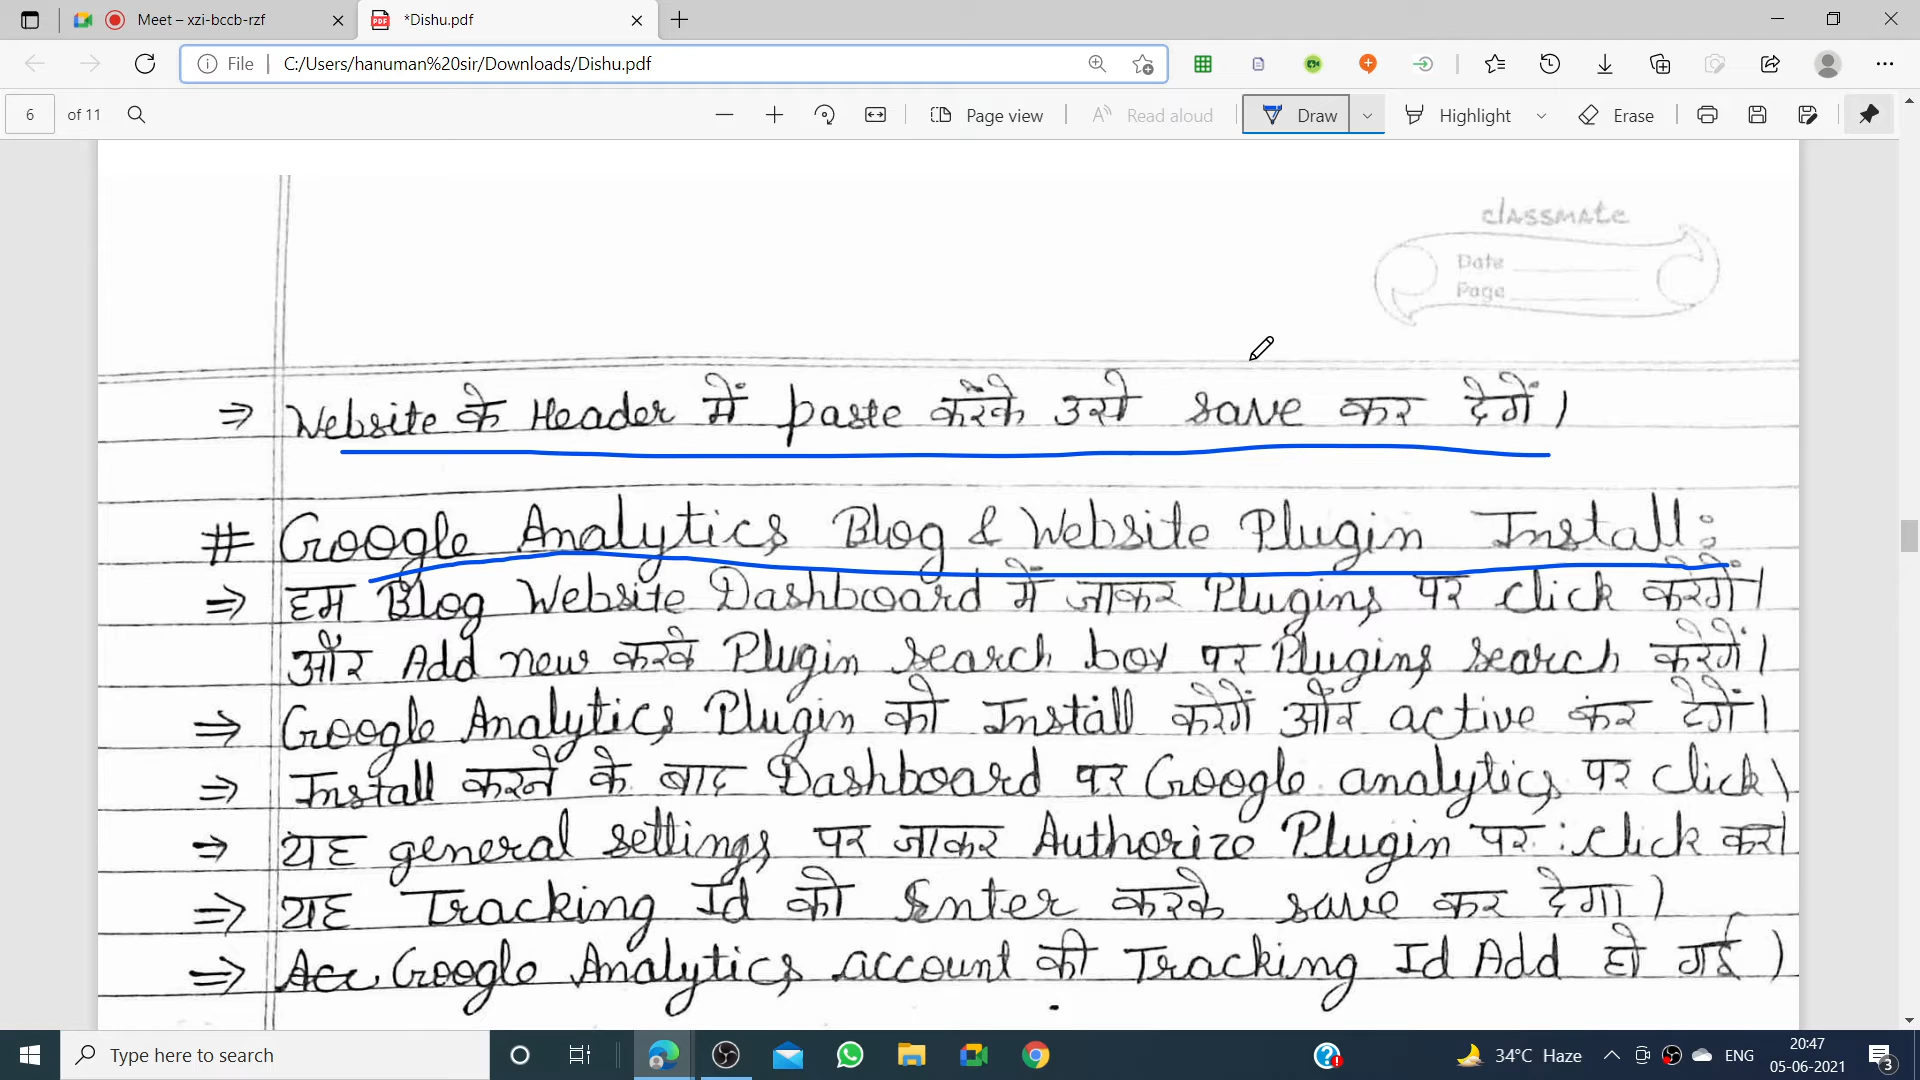 Meet – xzi-bccb-rzf
*Dishu.pdf
File C:/Users/hanuman%20sir/Downloads/Dishu.pdf
6 of 11 Page view Read aloud Draw Highlight Erase
classmate
Date
Page
⇒ Website के Header में paste करके उसे save कर देगें।
# Google Analytics Blog & Website Plugin Install:
⇒ हम Blog Website Dashboard में जाकर Plugins पर click करेगें।
और Add new करके Plugin search box पर Plugins search करेगें।
⇒ Google Analytics Plugin को Install करेगें और active कर देगें।
⇒ Install करने के बाद Dashboard पर Google analytics पर click\
⇒ यह general settings पर जाकर Authorize Plugin पर : click कर।
⇒ यह Tracking Id को Enter करके save कर देगा।
⇒ Google Analytics account की Tracking Id Add हो गई)
Type here to search
34°C Haze
ENG
20:47
05-06-2021
3